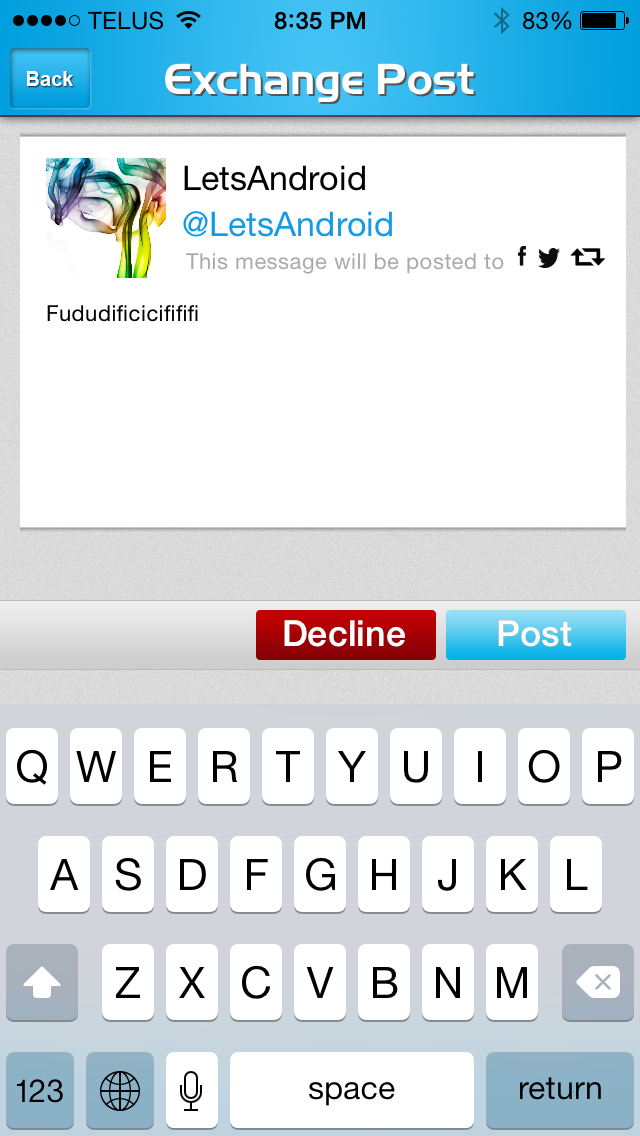 TELUS 8:35 PM 83%
Back Exchange Post
LetsAndroid
@LetsAndroid
This message will be posted to
Fududificicifififi
Decline Post
Q W E R T Y U I O P
A S D F G H J K L
Z X C V B N M
123 space return